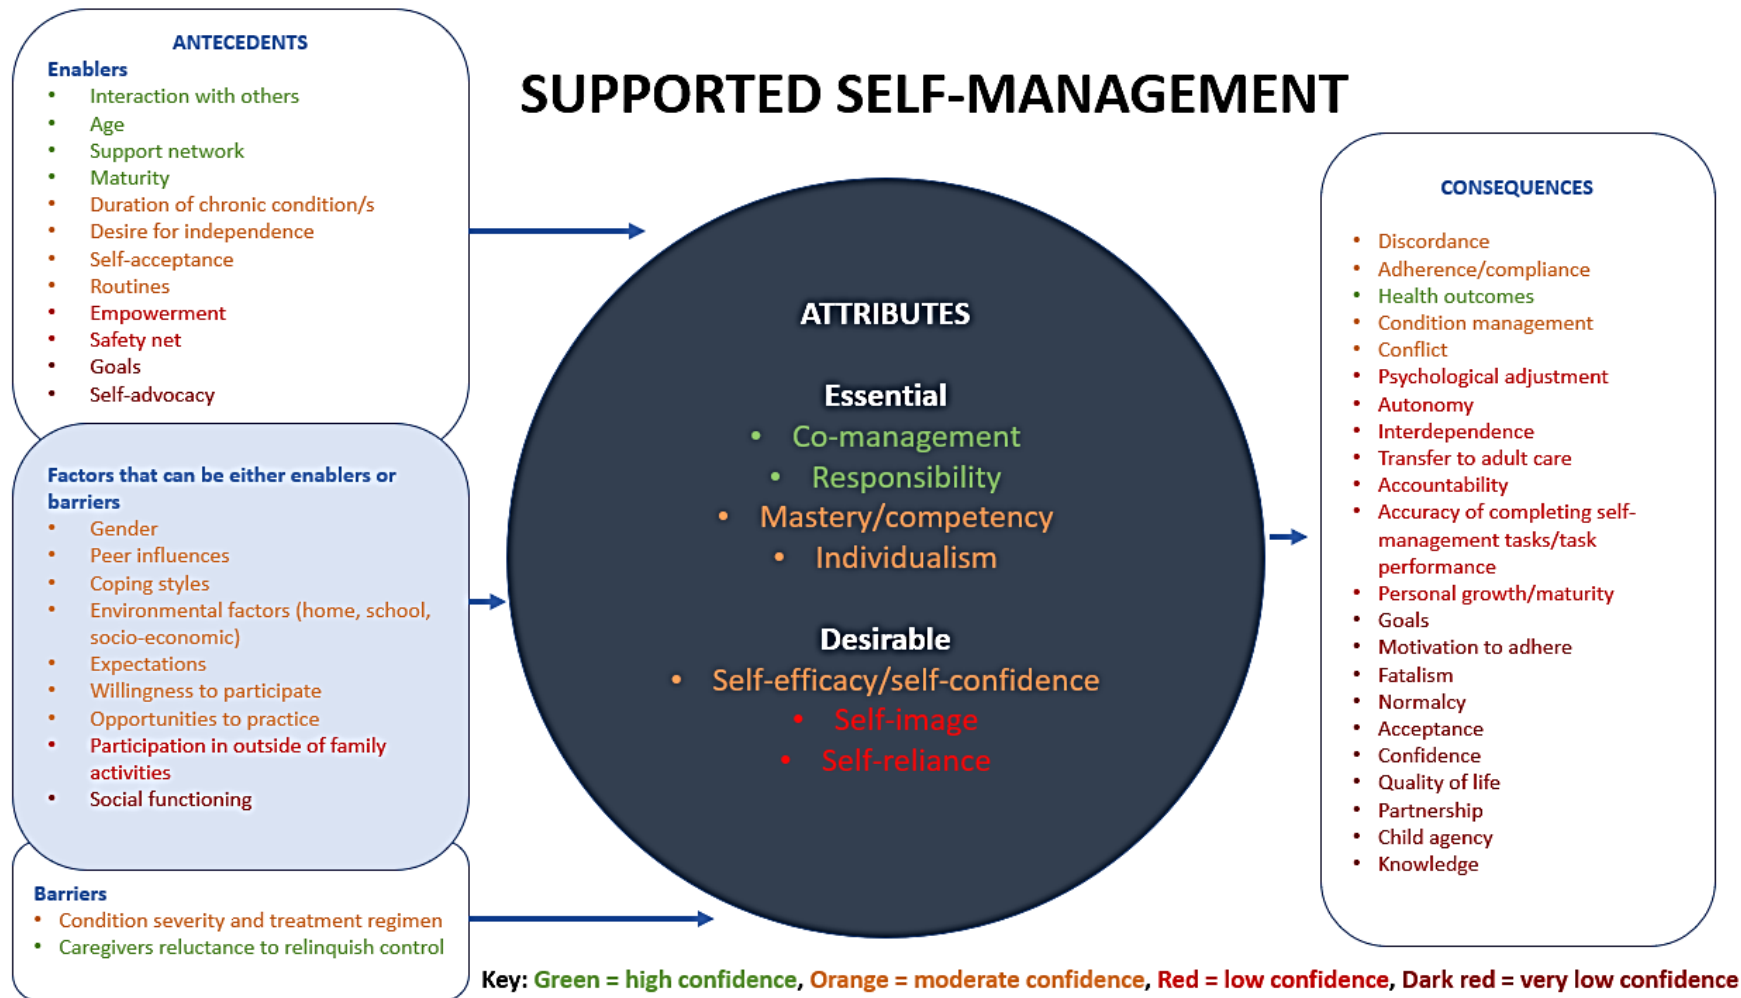 SUPPORTED SELF-MANAGEMENT
ANTECEDENTS
Enablers
• Interaction with others
• Age
• Support network
• Maturity
• Duration of chronic condition/s
• Desire for independence
• Self-acceptance
• Routines
• Empowerment
• Safety net
• Goals
• Self-advocacy
Factors that can be either enablers or
barriers
• Gender
• Peer influences
• Coping styles
• Environmental factors (home, school,
socio-economic)
• Expectations
• Willingness to participate
• Opportunities to practice
• Participation in outside of family
activities
• Social functioning
Barriers
• Condition severity and treatment regimen
• Caregivers reluctance to relinquish control
ATTRIBUTES
Essential
• Co-management
• Responsibility
• Mastery/competency
• Individualism
Desirable
• Self-efficacy/self-confidence
• Self-image
• Self-reliance
CONSEQUENCES
• Discordance
• Adherence/compliance
• Health outcomes
• Condition management
• Conflict
• Psychological adjustment
• Autonomy
• Interdependence
• Transfer to adult care
• Accountability
• Accuracy of completing self-
management tasks/task
performance
• Personal growth/maturity
• Goals
• Motivation to adhere
• Fatalism
• Normalcy
• Acceptance
• Confidence
• Quality of life
• Partnership
• Child agency
• Knowledge
Key: Green = high confidence, Orange = moderate confidence, Red = low confidence, Dark red = very low confidence